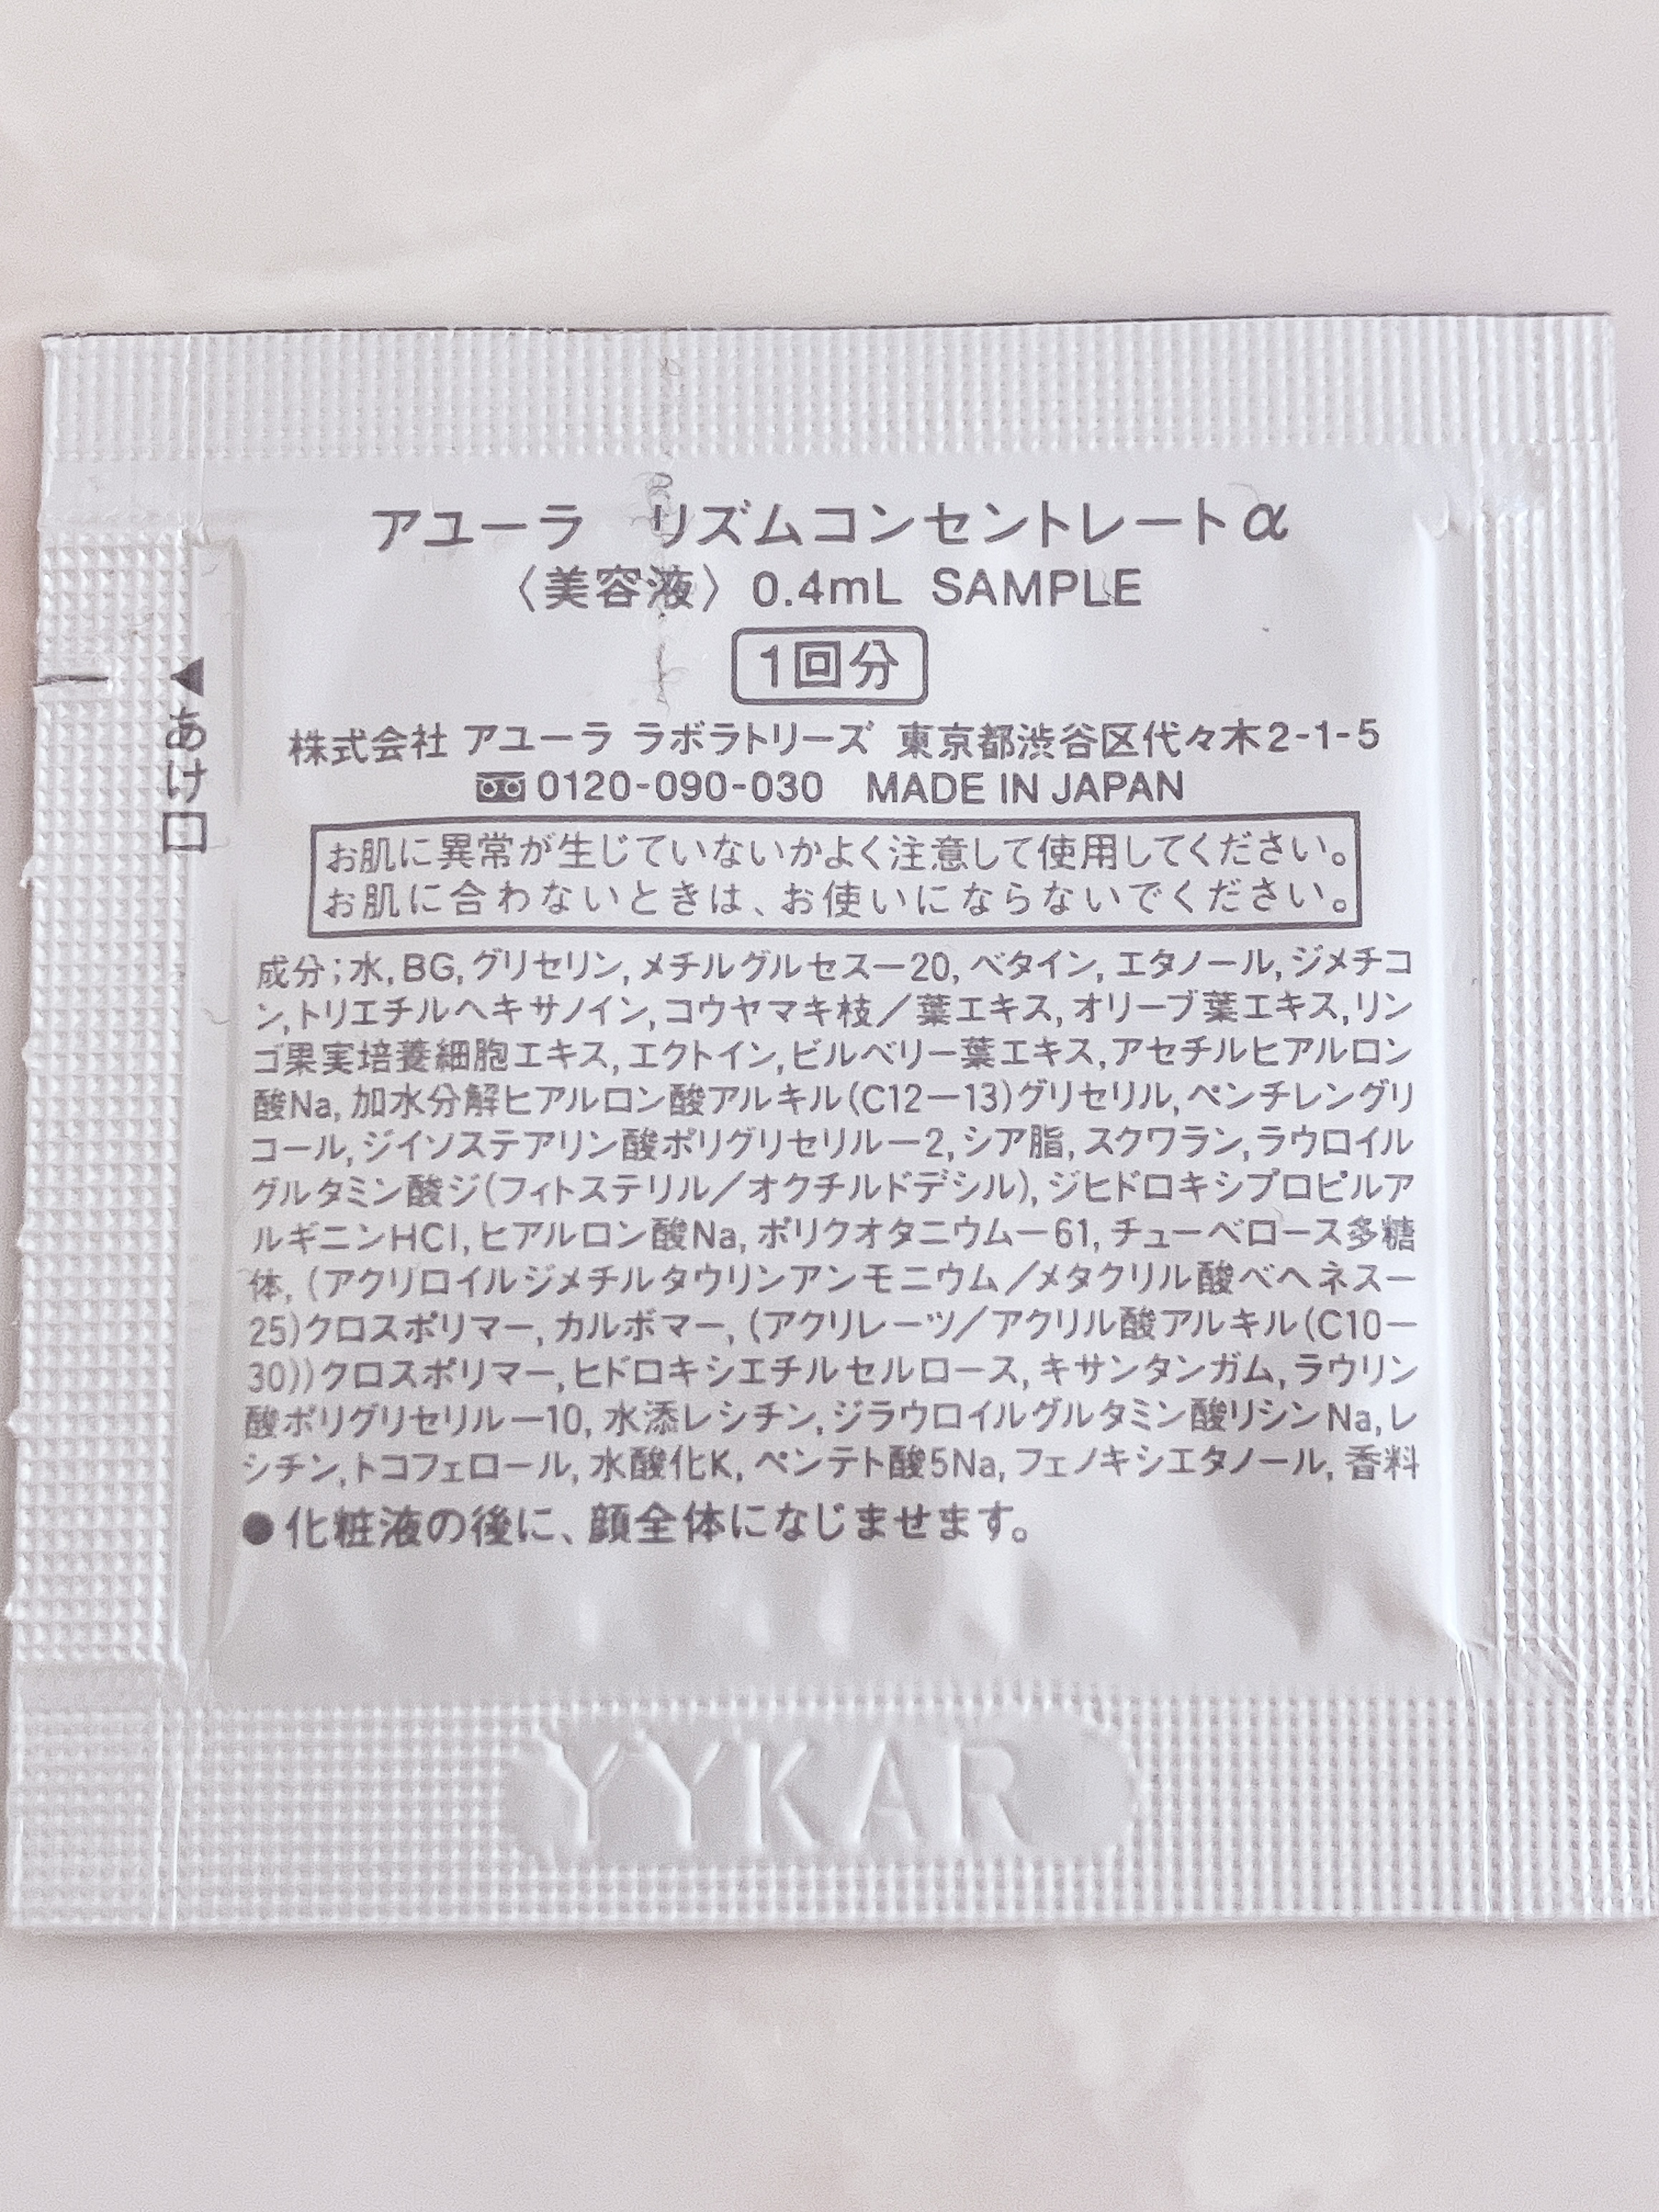 アユーラ リズムコンセントレートα
〈美容液〉 0.4mL SAMPLE
1回分
株式会社 アユーラ ラボラトリーズ 東京都渋谷区代々木2-1-5
0120-090-030 MADE IN JAPAN
◀あけ口
お肌に異常が生じていないかよく注意して使用してください。
お肌に合わないときは、お使いにならないでください。
成分；水, BG, グリセリン, メチルグルセスー20, ベタイン, エタノール, ジメチコ
ン, トリエチルヘキサノイン, コウヤマキ枝／葉エキス, オリーブ葉エキス, リン
ゴ果実培養細胞エキス, エクトイン, ビルベリー葉エキス, アセチルヒアルロン
酸Na, 加水分解ヒアルロン酸アルキル(C12ー13)グリセリル, ペンチレングリ
コール, ジイソステアリン酸ポリグリセリルー2, シア脂, スクワラン, ラウロイル
グルタミン酸ジ(フィトステリル／オクチルドデシル), ジヒドロキシプロピルア
ルギニンHCl, ヒアルロン酸Na, ポリクオタニウムー61, チューベロース多糖
体, (アクリロイルジメチルタウリンアンモニウム／メタクリル酸ベヘネスー
25)クロスポリマー, カルボマー, (アクリレーツ／アクリル酸アルキル(C10ー
30))クロスポリマー, ヒドロキシエチルセルロース, キサンタンガム, ラウリン
酸ポリグリセリルー10, 水添レシチン, ジラウロイルグルタミン酸リシンNa, レ
シチン, トコフェロール, 水酸化K, ペンテト酸5Na, フェノキシエタノール, 香料
●化粧液の後に、顔全体になじませます。
YYKAR